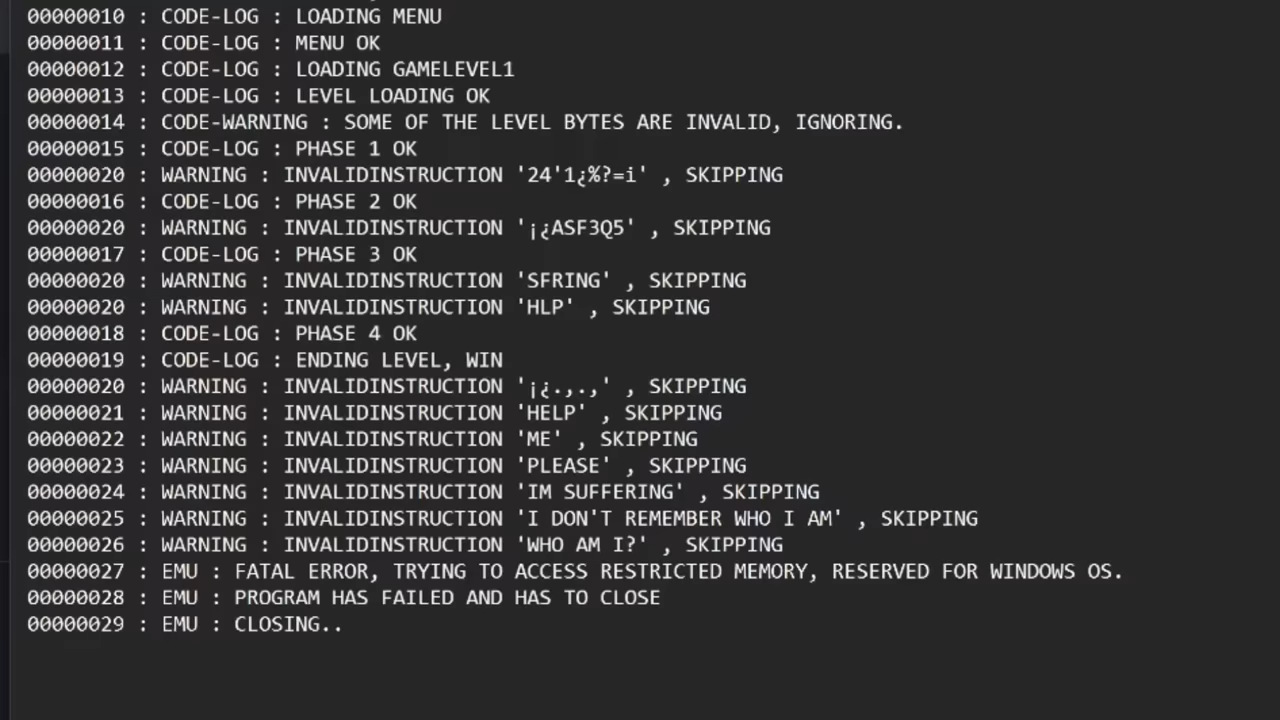 00000010 : CODE-LOG : LOADING MENU
00000011 : CODE-LOG : MENU OK
00000012 : CODE-LOG : LOADING GAMELEVEL1
00000013 : CODE-LOG : LEVEL LOADING OK
00000014 : CODE-WARNING : SOME OF THE LEVEL BYTES ARE INVALID, IGNORING.
00000015 : CODE-LOG : PHASE 1 OK
00000020 : WARNING : INVALIDINSTRUCTION '24'1¿%?=i' , SKIPPING
00000016 : CODE-LOG : PHASE 2 OK
00000020 : WARNING : INVALIDINSTRUCTION '¡¿ASF3Q5' , SKIPPING
00000017 : CODE-LOG : PHASE 3 OK
00000020 : WARNING : INVALIDINSTRUCTION 'SFRING' , SKIPPING
00000020 : WARNING : INVALIDINSTRUCTION 'HLP' , SKIPPING
00000018 : CODE-LOG : PHASE 4 OK
00000019 : CODE-LOG : ENDING LEVEL, WIN
00000020 : WARNING : INVALIDINSTRUCTION '¡¿.,.,' , SKIPPING
00000021 : WARNING : INVALIDINSTRUCTION 'HELP' , SKIPPING
00000022 : WARNING : INVALIDINSTRUCTION 'ME' , SKIPPING
00000023 : WARNING : INVALIDINSTRUCTION 'PLEASE' , SKIPPING
00000024 : WARNING : INVALIDINSTRUCTION 'IM SUFFERING' , SKIPPING
00000025 : WARNING : INVALIDINSTRUCTION 'I DON'T REMEMBER WHO I AM' , SKIPPING
00000026 : WARNING : INVALIDINSTRUCTION 'WHO AM I?' , SKIPPING
00000027 : EMU : FATAL ERROR, TRYING TO ACCESS RESTRICTED MEMORY, RESERVED FOR WINDOWS OS.
00000028 : EMU : PROGRAM HAS FAILED AND HAS TO CLOSE
00000029 : EMU : CLOSING..